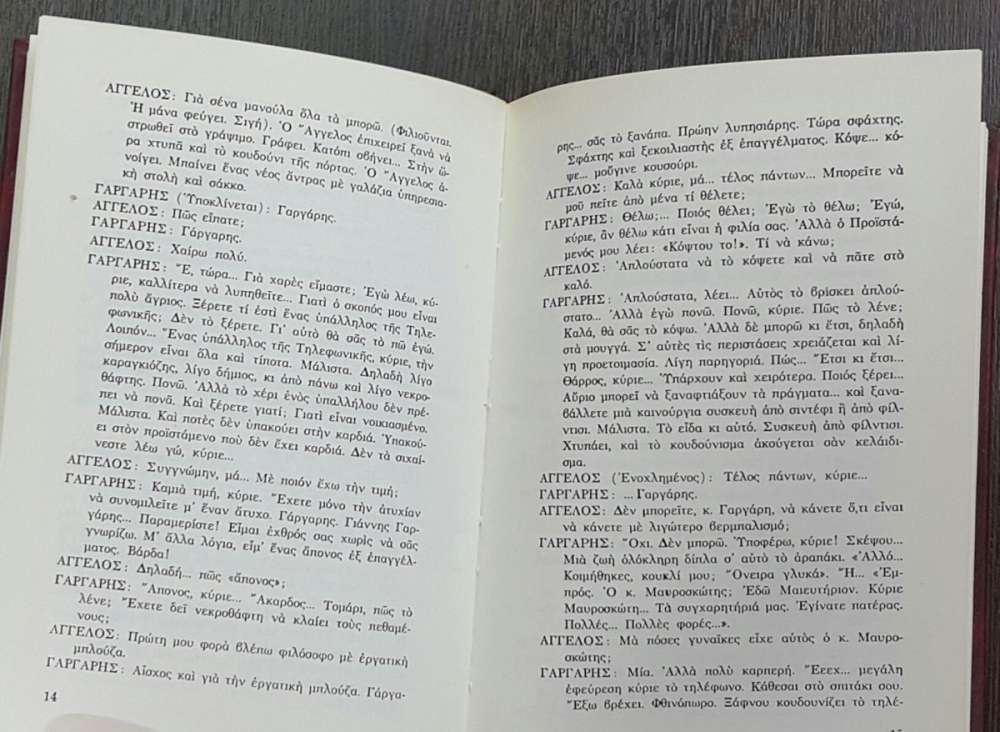 ΑΓΓΕΛΟΣ: Γιὰ σένα μανούλα ὅλα τὰ μπορῶ. (Φιλιοῦνται.
Ἡ μάνα φεύγει. Σιγή). Ὁ Ἄγγελος ἐπιχειρεῖ ξανὰ νὰ
στρωθεῖ στὸ γράψιμο. Γράφει. Κατόπι σβήνει... Στὴν ὥ-
ρα χτυπᾶ καὶ τὸ κουδούνι τῆς πόρτας. Ὁ Ἄγγελος ἀ-
νοίγει. Μπαίνει ἕνας νέος ἄντρας μὲ γαλάζια ὑπηρεσια-
κὴ στολὴ καὶ σάκκο.
ΓΑΡΓΑΡΗΣ (Ὑποκλίνεται): Γαργάρης.
ΑΓΓΕΛΟΣ: Πῶς εἴπατε;
ΓΑΡΓΑΡΗΣ: Γάργαρης.
ΑΓΓΕΛΟΣ: Χαίρω πολύ.
ΓΑΡΓΑΡΗΣ: Ἔ, τώρα... Γιὰ χαρὲς εἴμαστε; Ἐγὼ λέω, κύ-
ριε, καλλίτερα νὰ λυπηθεῖτε... Γιατὶ ὁ σκοπός μου εἶναι
πολὺ ἄγριος. Ξέρετε τί ἐστὶ ἕνας ὑπάλληλος τῆς Τηλε-
φωνικῆς; Δὲν τὸ ξέρετε. Γι' αὐτὸ θὰ σᾶς τὸ πῶ ἐγώ.
Λοιπόν... Ἕνας ὑπάλληλος τῆς Τηλεφωνικῆς, κύριε, τὴν
σήμερον εἶναι ὅλα καὶ τίποτα. Μάλιστα. Δηλαδὴ λίγο
καραγκιόζης, λίγο δήμιος, κι ἀπὸ πάνω καὶ λίγο νεκρο-
θάφτης. Πονῶ. Ἀλλὰ τὸ χέρι ἑνὸς ὑπαλλήλου δὲν πρέ-
πει νὰ πονᾶ. Καὶ ξέρετε γιατί; Γιατὶ εἶναι νοικιασμένο.
Μάλιστα. Καὶ ποτὲς δὲν ὑπακούει στὴν καρδιά. Ὑπακού-
ει στὸν προϊστάμενο ποὺ δὲν ἔχει καρδιά. Δὲν τὰ σιχαί-
νεστε λέω γώ, κύριε...
ΑΓΓΕΛΟΣ: Συγγνώμην, μά... Μὲ ποιόν ἔχω τὴν τιμή;
ΓΑΡΓΑΡΗΣ: Καμιὰ τιμή, κύριε. Ἔχετε μόνο τὴν ἀτυχίαν
νὰ συνομιλεῖτε μ' ἕναν ἄτυχο. Γάργαρης. Γιάννης Γαρ-
γάρης... Παραμερίστε! Εἶμαι ἐχθρός σας χωρὶς νὰ σᾶς
γνωρίζω. Μ' ἄλλα λόγια, εἶμ' ἕνας ἄπονος ἐξ ἐπαγγέλ-
ματος. Βάρδα!
ΑΓΓΕΛΟΣ: Δηλαδή... πῶς «ἄπονος»;
ΓΑΡΓΑΡΗΣ: Ἄπονος, κύριε... Ἄκαρδος... Τομάρι, πῶς τὸ
λένε; Ἔχετε δεῖ νεκροθάφτη νὰ κλαίει τοὺς πεθαμέ-
νους;
ΑΓΓΕΛΟΣ: Πρώτη μου φορὰ βλέπω φιλόσοφο μὲ ἐργατικὴ
μπλούζα.
ΓΑΡΓΑΡΗΣ: Αἶσχος καὶ γιὰ τὴν ἐργατικὴ μπλούζα. Γάργα-
14
ρης... σᾶς τὸ ξανάπα. Πρώην λυπησιάρης. Τώρα σφάχτης.
Σφάχτης καὶ ξεκοιλιαστὴς ἐξ ἐπαγγέλματος. Κόψε... κό-
ψε... μοὔγινε κουσούρι.
ΑΓΓΕΛΟΣ: Καλὰ κύριε, μά... τέλος πάντων... Μπορεῖτε νὰ
μοῦ πεῖτε ἀπὸ μένα τί θέλετε;
ΓΑΡΓΑΡΗΣ: Θέλω;... Ποιός θέλει; Ἐγὼ τὸ θέλω; Ἐγώ,
κύριε, ἂν θέλω κάτι εἶναι ἡ φιλία σας. Ἀλλὰ ὁ Προϊστά-
μενός μου λέει: «Κόψτου το!». Τί νὰ κάνω;
ΑΓΓΕΛΟΣ: Ἁπλούστατα νὰ τὸ κόψετε καὶ νὰ πᾶτε στὸ
καλό.
ΓΑΡΓΑΡΗΣ: Ἁπλούστατα, λέει... Αὐτὸς τὸ βρίσκει ἁπλού-
στατο... Ἀλλὰ ἐγὼ πονῶ. Πονῶ, κύριε. Πῶς τὸ λένε;
Καλά, θὰ σᾶς τὸ κόψω. Ἀλλὰ δὲ μπορῶ κι ἔτσι, δηλαδὴ
στὰ μουγγά. Σ' αὐτὲς τὶς περιστάσεις χρειάζεται καὶ λί-
γη προετοιμασία. Λίγη παρηγοριά. Πώς... Ἔτσι κι ἔτσι...
Θάρρος, κύριε... Ὑπάρχουν καὶ χειρότερα. Ποιός ξέρει...
Αὔριο μπορεῖ νὰ ξαναφτιάξουν τὰ πράγματα... καὶ ξανα-
βάλλετε μιὰ καινούργια συσκευὴ ἀπὸ σιντέφι ἢ ἀπὸ φίλ-
ντισι. Μάλιστα. Τὸ εἶδα κι αὐτό. Συσκευὴ ἀπὸ φίλντισι.
Χτυπάει, καὶ τὸ κουδούνισμα ἀκούγεται σὰν κελάιδι-
σμα.
ΑΓΓΕΛΟΣ (Ἐνοχλημένος): Τέλος πάντων, κύριε...
ΓΑΡΓΑΡΗΣ: ...Γαργάρης.
ΑΓΓΕΛΟΣ: Δὲν μπορεῖτε, κ. Γαργάρη, νὰ κάνετε ὅ,τι εἶναι
νὰ κάνετε μὲ λιγώτερο βερμπαλισμό;
ΓΑΡΓΑΡΗΣ: Ὄχι. Δὲν μπορῶ. Ὑποφέρω, κύριε! Σκέψου...
Μιὰ ζωὴ ὁλόκληρη δίπλα σ' αὐτὸ τὸ ἀραπάκι. «Ἀλλό...
Κοιμήθηκες, κουκλί μου; Ὄνειρα γλυκά». Ἤ... «Ἐμ-
πρός. Ὁ κ. Μαυροσκώτης; Ἐδῶ Μαιευτήριον. Κύριε
Μαυροσκώτη... Τὰ συγχαρητήριά μας. Ἐγίνατε πατέρας.
Πολλές... Πολλὲς φορές...».
ΑΓΓΕΛΟΣ: Μὰ πόσες γυναῖκες εἶχε αὐτὸς ὁ κ. Μαυρο-
σκώτης;
ΓΑΡΓΑΡΗΣ: Μία. Ἀλλὰ πολὺ καρπερή. Ἔεεχ... μεγάλη
ἐφεύρεση κύριε τὸ τηλέφωνο. Κάθεσαι στὸ σπιτάκι σου.
Ἔξω βρέχει. Φθινόπωρο. Ξάφνου κουδουνίζει τὸ τηλέ-